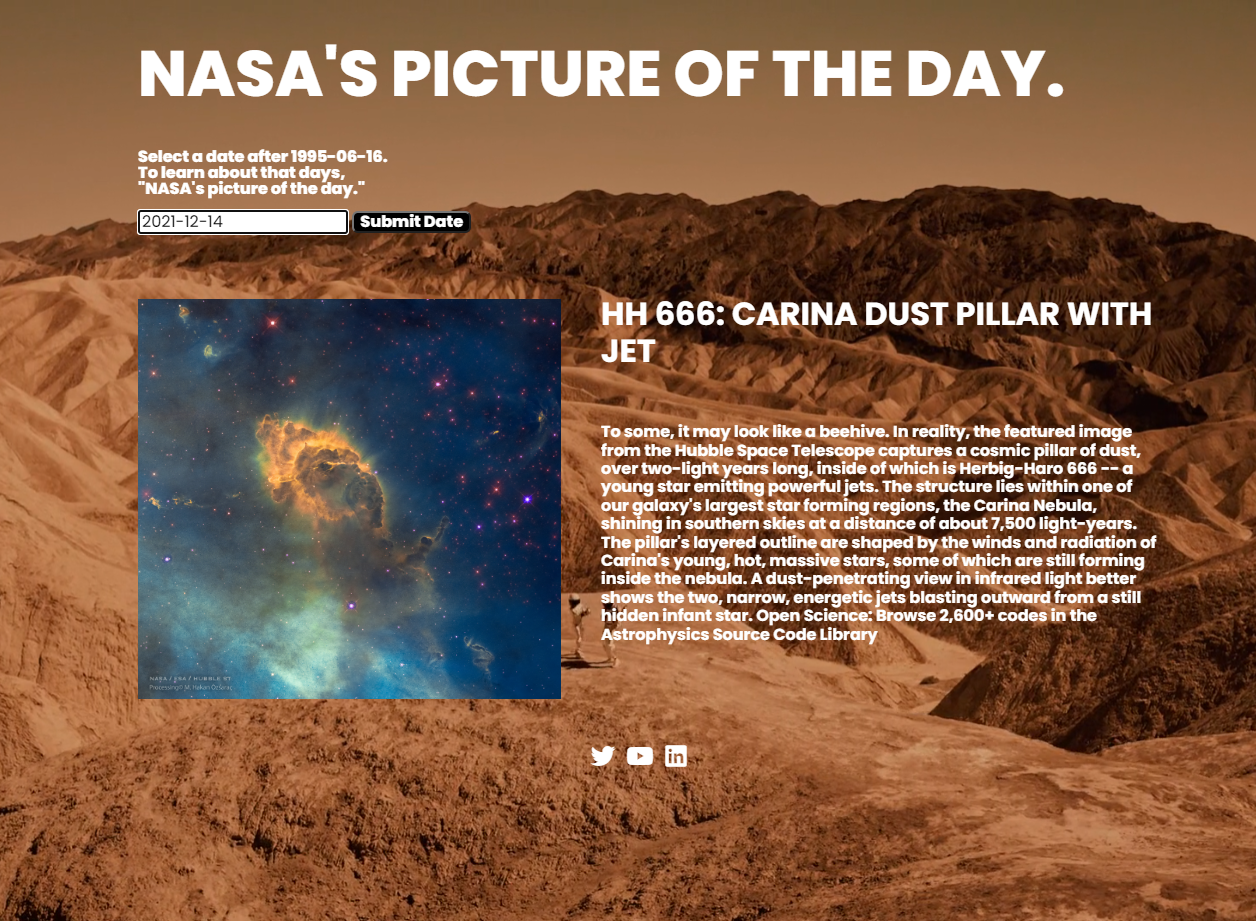 NASA'S PICTURE OF THE DAY.
Select a date after 1995-06-16.
To learn about that days,
"NASA's picture of the day."
2021-12-14
Submit Date
HH 666: CARINA DUST PILLAR WITH
JET
To some, it may look like a beehive. In reality, the featured image
from the Hubble Space Telescope captures a cosmic pillar of dust,
over two-light years long, inside of which is Herbig-Haro 666 -- a
young star emitting powerful jets. The structure lies within one of
our galaxy's largest star forming regions, the Carina Nebula,
shining in southern skies at a distance of about 7,500 light-years.
The pillar's layered outline are shaped by the winds and radiation of
Carina's young, hot, massive stars, some of which are still forming
inside the nebula. A dust-penetrating view in infrared light better
shows the two, narrow, energetic jets blasting outward from a still
hidden infant star. Open Science: Browse 2,600+ codes in the
Astrophysics Source Code Library
NASA / ESA / HUBBLE ST
Processing© M. Hakan Özsaraç
in